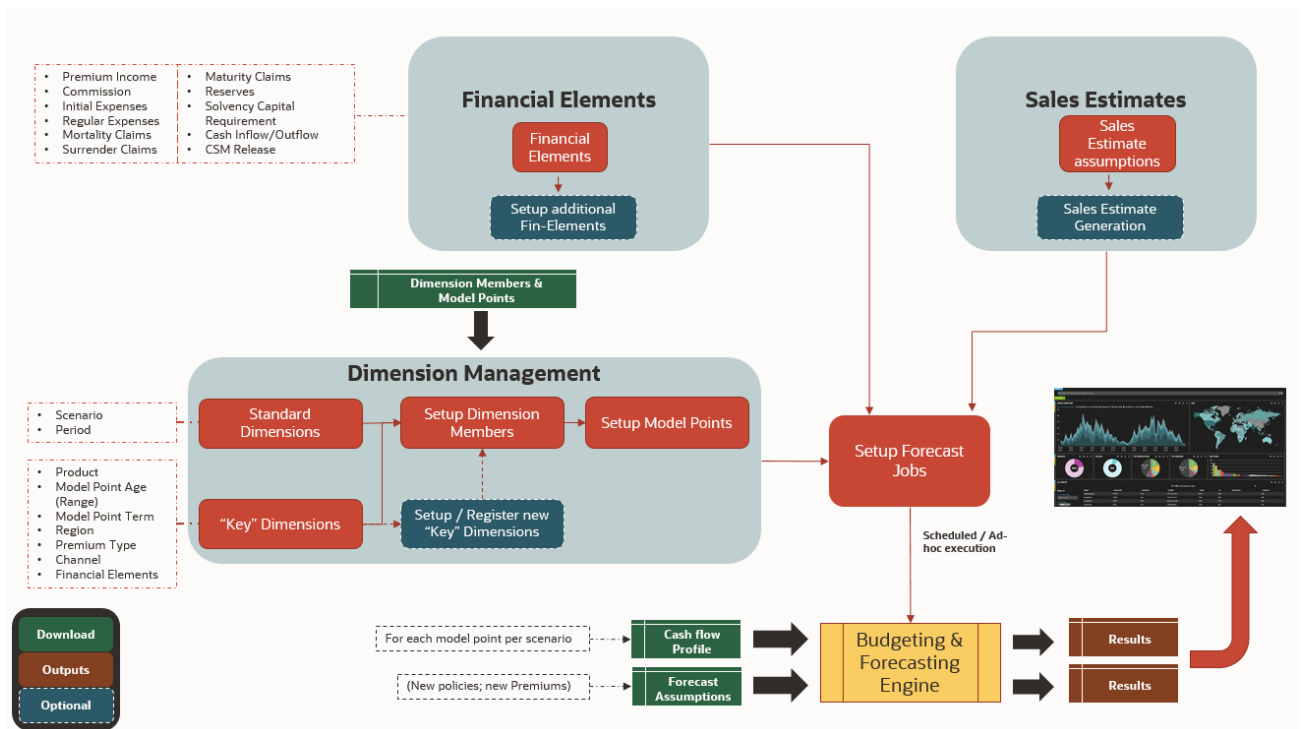 Premium Income
Commission
Initial Expenses
Regular Expenses
Mortality Claims
Surrender Claims
Maturity Claims
Reserves
Solvency Capital
Requirement
Cash Inflow/Outflow
CSM Release
Financial Elements
Financial
Elements
Setup additional
Fin-Elements
Sales Estimates
Sales
Estimate
assumptions
Sales Estimate
Generation
Dimension Members &
Model Points
Dimension Management
Scenario
Period
Standard
Dimensions
Setup Dimension
Members
Setup Model Points
Product
Model Point Age
(Range)
Model Point Term
Region
Premium Type
Channel
Financial Elements
“Key” Dimensions
Setup / Register new
“Key” Dimensions
Setup Forecast
Jobs
Scheduled / Ad-
hoc execution
Download
Outputs
Optional
For each model point per scenario
Cash flow
Profile
(New policies; new Premiums)
Forecast
Assumptions
Budgeting &
Forecasting
Engine
Results
Results